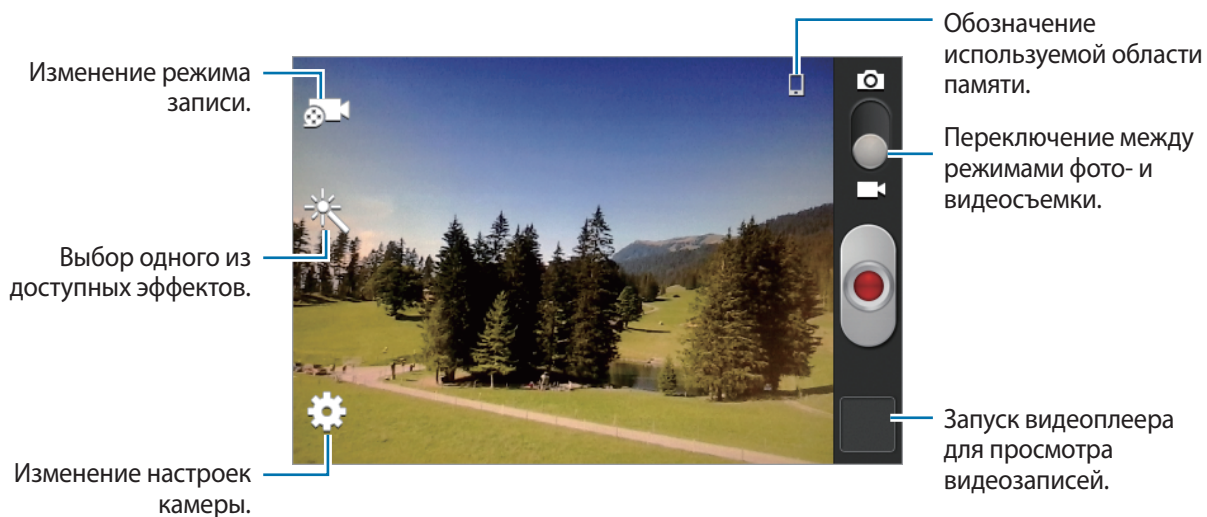 Изменение режима
записи.
Выбор одного из
доступных эффектов.
Изменение настроек
камеры.
Обозначение
используемой области
памяти.
Переключение между
режимами фото- и
видеосъемки.
Запуск видеоплеера
для просмотра
видеозаписей.